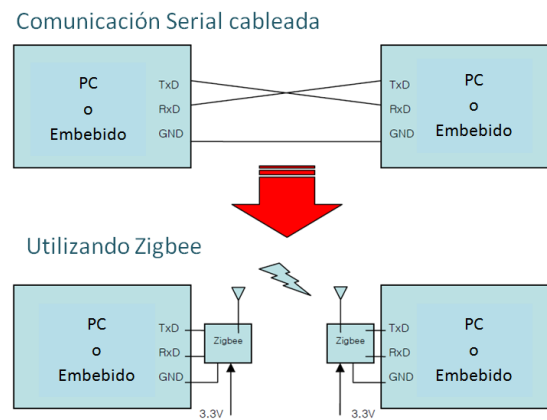 Comunicación Serial cableada
PC
o
Embebido
TxD
RxD
GND
TxD
RxD
GND
PC
o
Embebido
Utilizando Zigbee
PC
o
Embebido
TxD
RxD
GND
Zigbee
3.3V
Zigbee
3.3V
TxD
RxD
GND
PC
o
Embebido